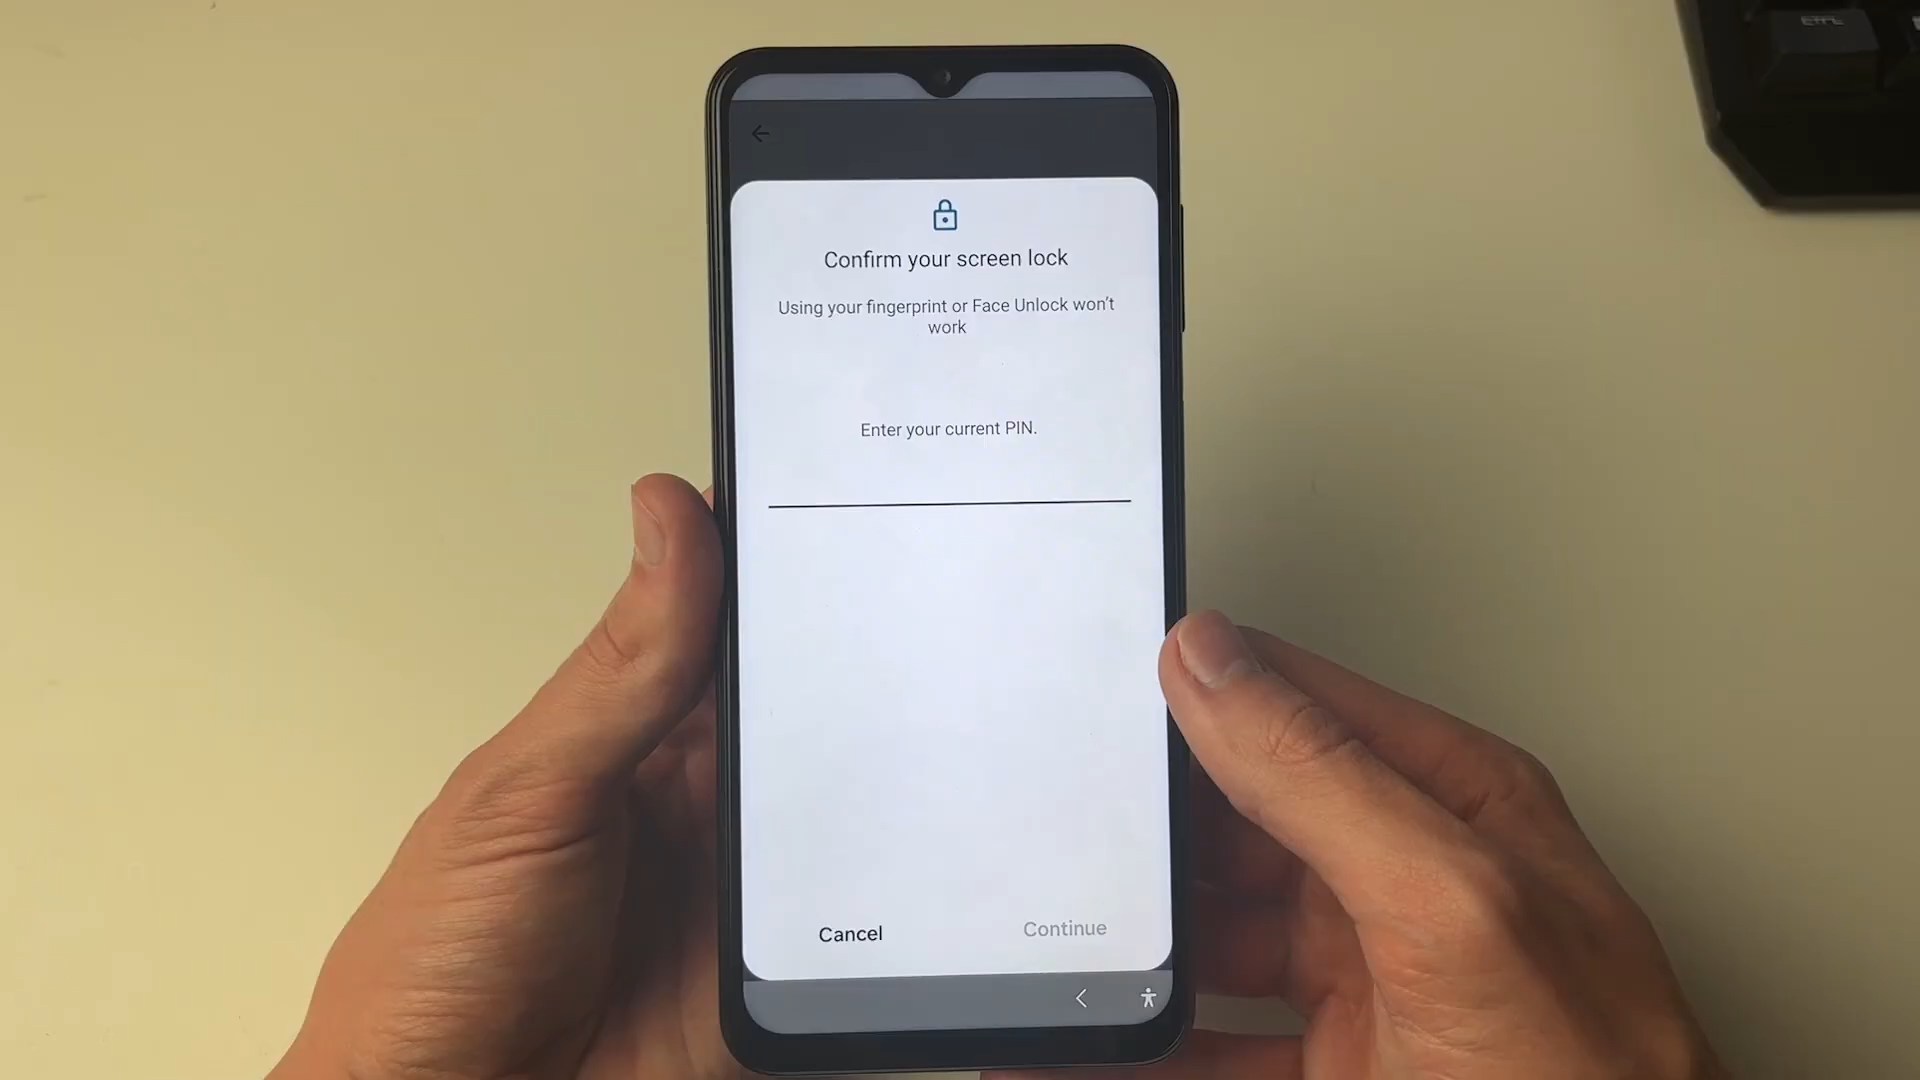 Confirm your screen lock
Using your fingerprint or Face Unlock won't
work
Enter your current PIN.
Cancel
Continue